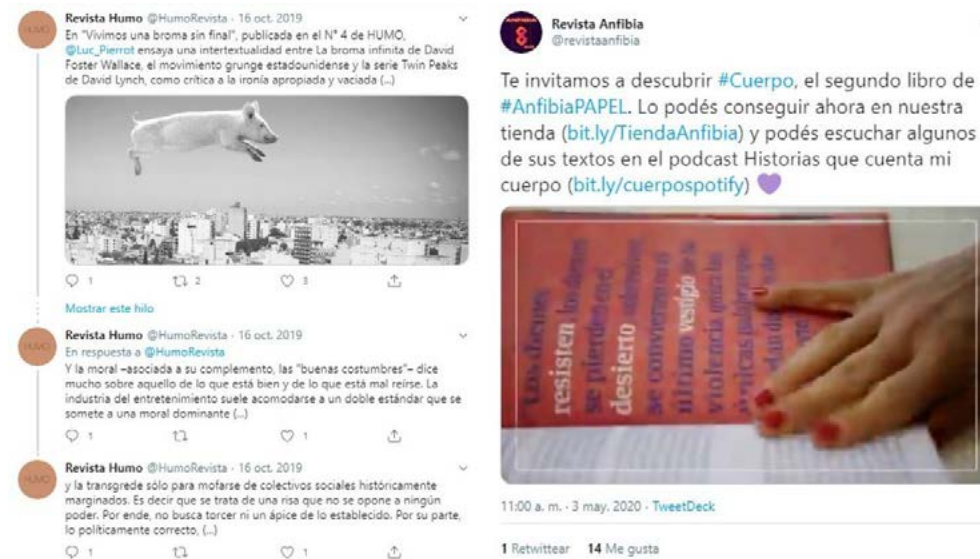 Revista Humo @HumoRevista · 16 oct. 2019
En "Vivimos una broma sin final", publicada en el N° 4 de HUMO,
@Luc_Pierrot ensaya una intertextualidad entre La broma infinita de David
Foster Wallace, el movimiento grunge estadounidense y la serie Twin Peaks
de David Lynch, como crítica a la ironía apropiada y vaciada (...)
1 2 3
Mostrar este hilo
HUMO
Revista Humo @HumoRevista · 16 oct. 2019
En respuesta a @HumoRevista
Y la moral –asociada a su complemento, las "buenas costumbres"– dice
mucho sobre aquello de lo que está bien y de lo que está mal reírse. La
industria del entretenimiento suele acomodarse a un doble estándar que se
somete a una moral dominante (...)
1 1
HUMO
Revista Humo @HumoRevista · 16 oct. 2019
y la transgrede sólo para mofarse de colectivos sociales históricamente
marginados. Es decir que se trata de una risa que no se opone a ningún
poder. Por ende, no busca torcer ni un ápice de lo establecido. Por su parte,
lo políticamente correcto, (...)
1 1
Revista Anfibia
@revistaanfibia
Te invitamos a descubrir #Cuerpo, el segundo libro de
#AnfibiaPAPEL. Lo podés conseguir ahora en nuestra
tienda (bit.ly/TiendaAnfibia) y podés escuchar algunos
de sus textos en el podcast Historias que cuenta mi
cuerpo (bit.ly/cuerpospotify)
resisten
se pierden en el
desierto
se convierten en
último vestigio
violencia
11:00 a. m. · 3 may. 2020 · TweetDeck
1 Retwittear 14 Me gusta